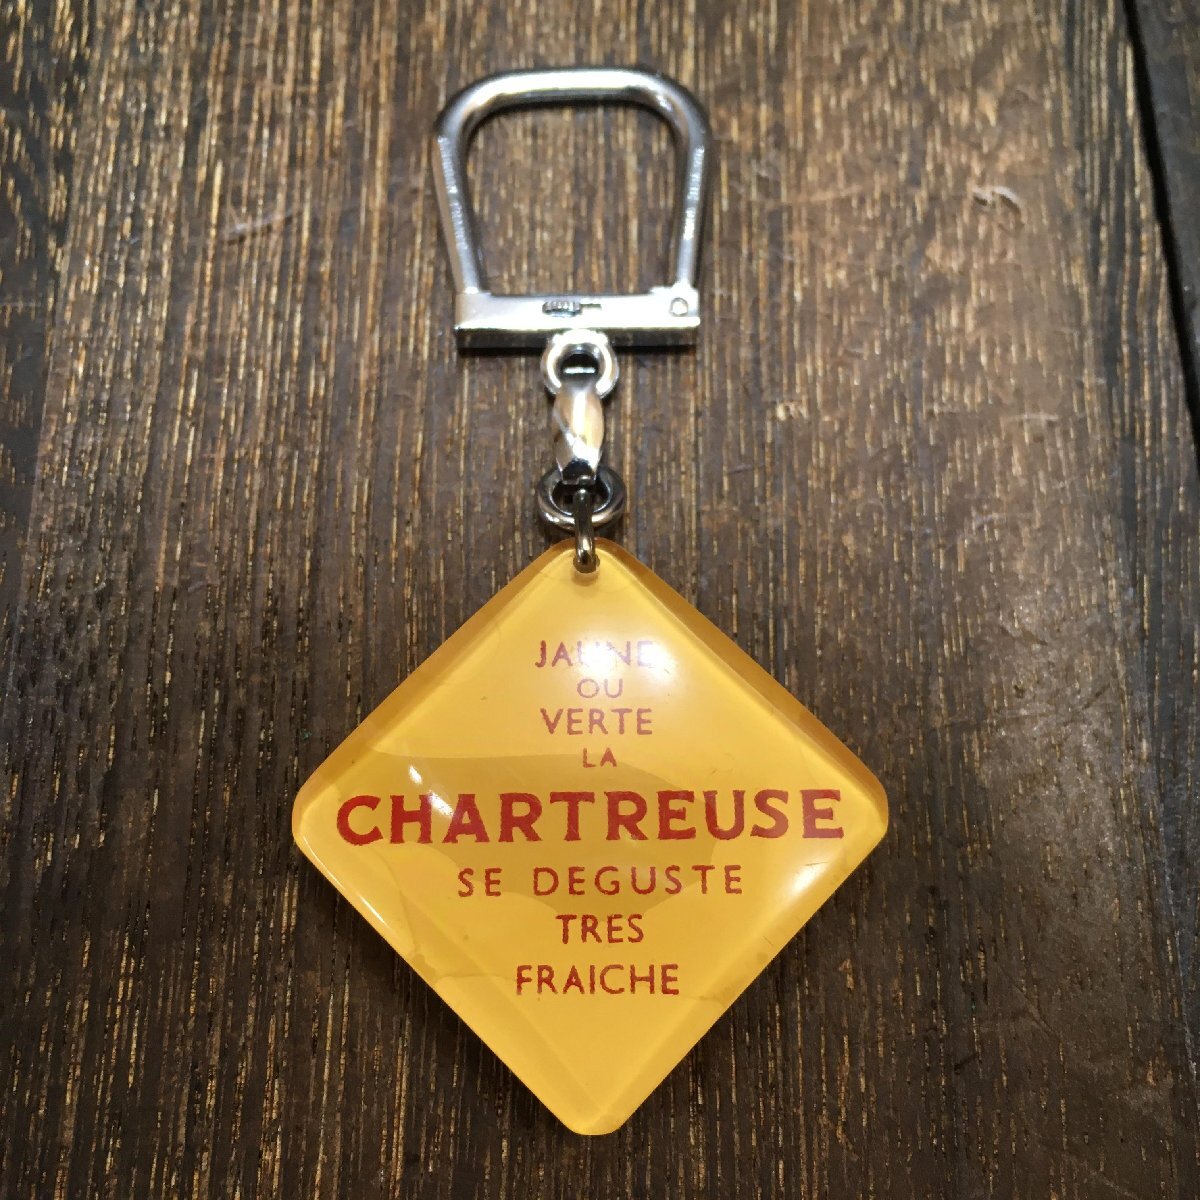 JAUNE
OU
VERTE
LA
CHARTREUSE
SE DEGUSTE
TRES
FRAICHE